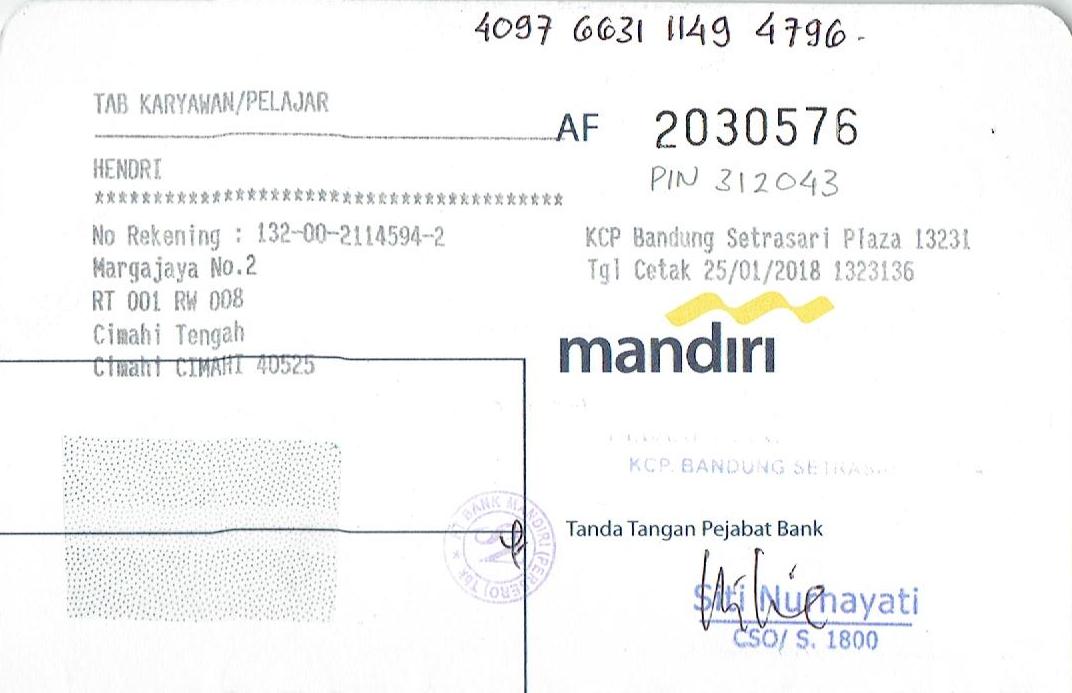 4097 6631 1149 4796-
TAB KARYAWAN/PELAJAR
AF 2030576
HENDRI
PIN 312043
****************************************
No Rekening : 132-00-2114594-2
Margajaya No.2
RT 001 RW 008
Cimahi Tengah
Cimahi CIMAHI 40525
KCP Bandung Setrasari Plaza 13231
Tgl Cetak 25/01/2018 1323136
mandiri
KCP. BANDUNG
PT BANK MANDIRI (PERSERO) Tbk
Tanda Tangan Pejabat Bank
Siti Nurhayati
CSO/ S. 1800